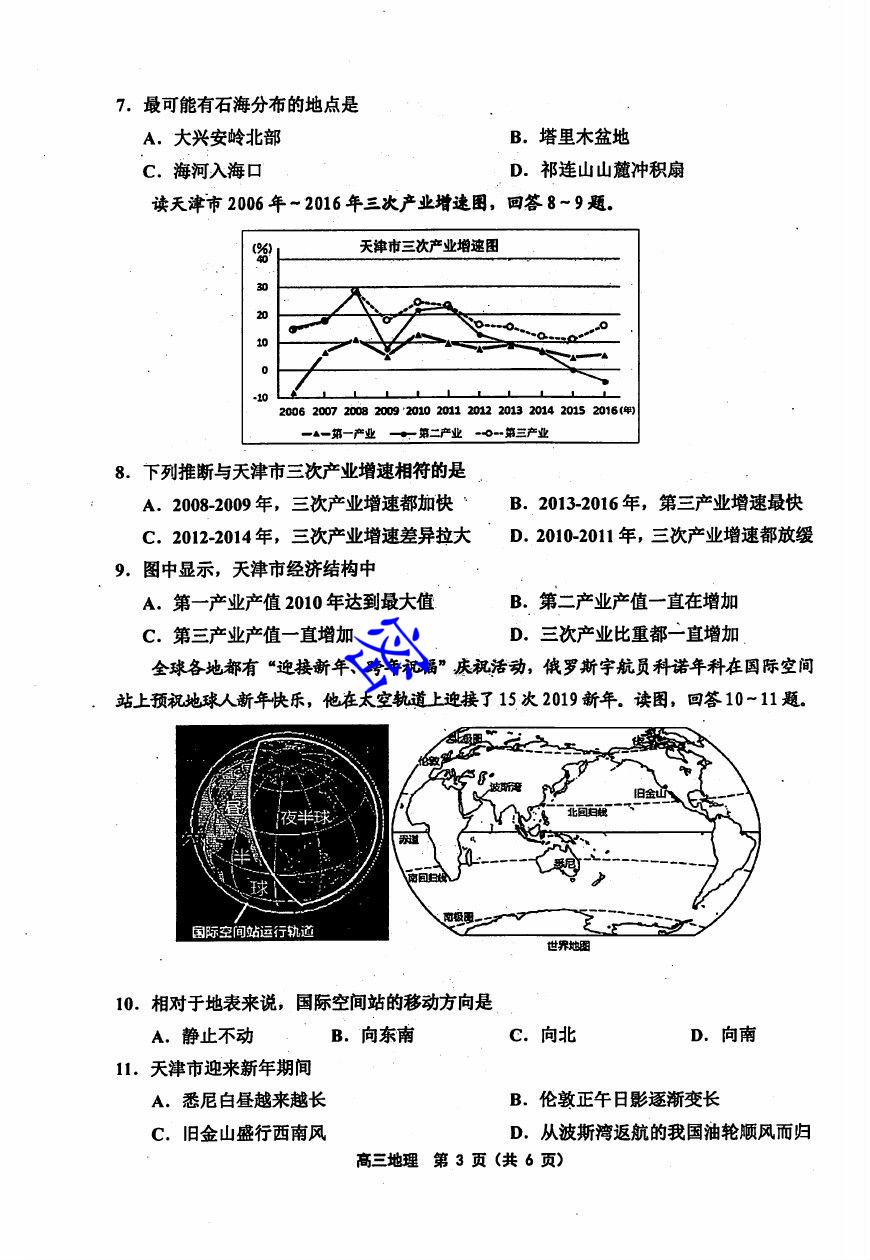 7．最可能有石海分布的地点是
A．大兴安岭北部 B．塔里木盆地
C．海河入海口 D．祁连山山麓冲积扇
读天津市 2006 年～2016 年三次产业增速图，回答 8～9 题。
天津市三次产业增速图
(%)
40
30
20
10
0
-10
2006 2007 2008 2009 2010 2011 2012 2013 2014 2015 2016(年)
第一产业 第二产业 第三产业
8．下列推断与天津市三次产业增速相符的是
A．2008-2009 年，三次产业增速都加快 B．2013-2016 年，第三产业增速最快
C．2012-2014 年，三次产业增速差异拉大 D．2010-2011 年，三次产业增速都放缓
9．图中显示，天津市经济结构中
A．第一产业产值 2010 年达到最大值 B．第二产业产值一直在增加
C．第三产业产值一直增加 D．三次产业比重都一直增加
密
全球各地都有“迎接新年、跨年祝福”庆祝活动，俄罗斯宇航员科诺年科在国际空间
站上预祝地球人新年快乐，他在太空轨道上迎接了 15 次 2019 新年。读图，回答 10～11 题。
昼
半
球
夜半球
国际空间站运行轨道
北极圈
伦敦
波斯湾
旧金山
北回归线
赤道
悉尼
南回归线
南极圈
世界地图
10．相对于地表来说，国际空间站的移动方向是
A．静止不动 B．向东南 C．向北 D．向南
11．天津市迎来新年期间
A．悉尼白昼越来越长 B．伦敦正午日影逐渐变长
C．旧金山盛行西南风 D．从波斯湾返航的我国油轮顺风而归
高三地理 第 3 页（共 6 页）